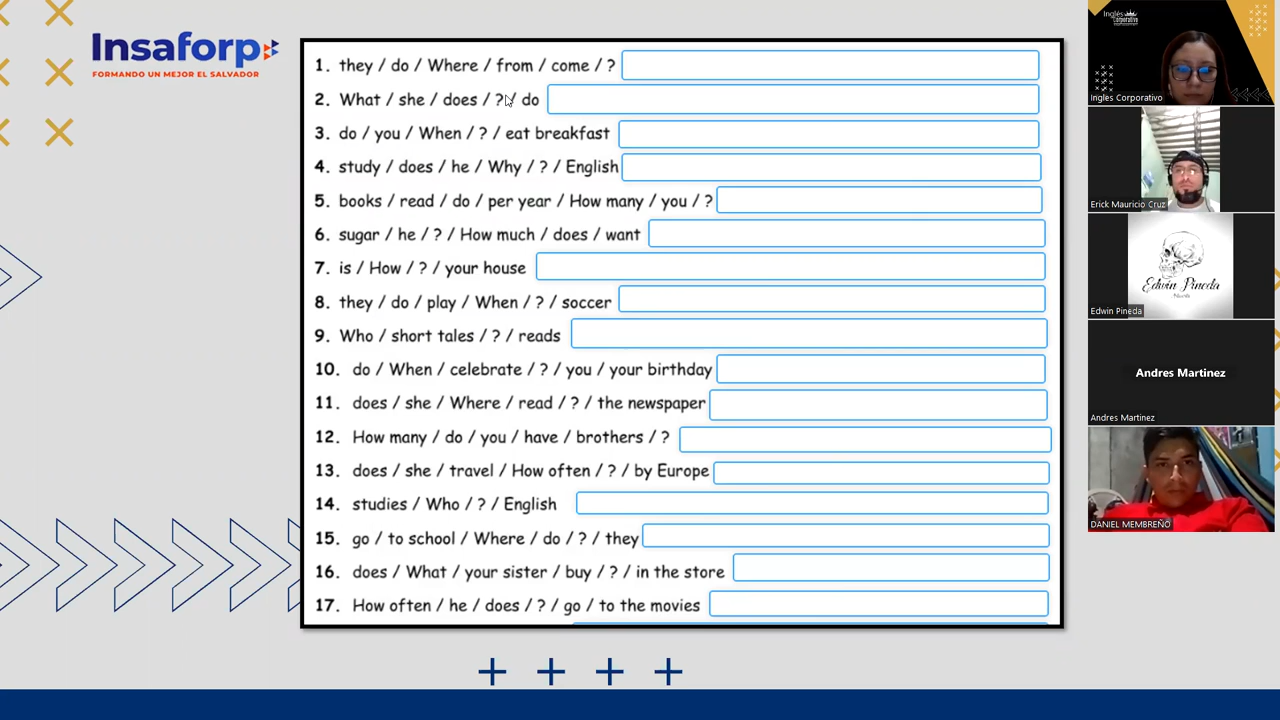 Insaforp
FORMANDO UN MEJOR EL SALVADOR
1. they / do / Where / from / come / ?
2. What / she / does / ? / do
3. do / you / When / ? / eat breakfast
4. study / does / he / Why / ? / English
5. books / read / do / per year / How many / you / ?
6. sugar / he / ? / How much / does / want
7. is / How / ? / your house
8. they / do / play / When / ? / soccer
9. Who / short tales / ? / reads
10. do / When / celebrate / ? / you / your birthday
11. does / she / Where / read / ? / the newspaper
12. How many / do / you / have / brothers / ?
13. does / she / travel / How often / ? / by Europe
14. studies / Who / ? / English
15. go / to school / Where / do / ? / they
16. does / What / your sister / buy / ? / in the store
17. How often / he / does / ? / go / to the movies
Inglés
Corporativo
Ingles Corporativo
Erick Mauricio Cruz
Edwin Pineda
Edwin Pineda
Andres Martinez
Andres Martinez
DANIEL MEMBREÑO